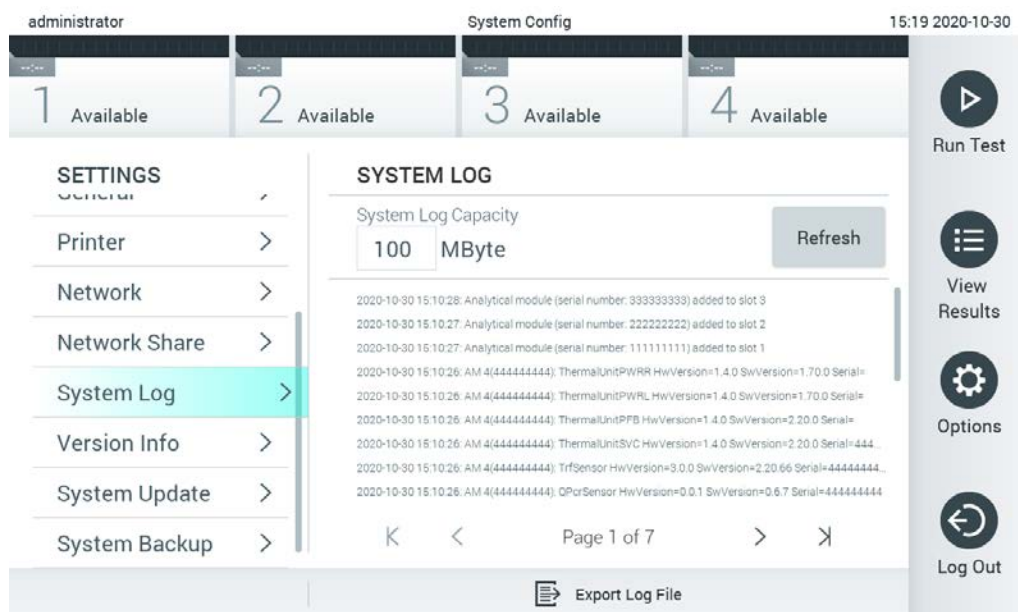 administrator
System Config
15:19 2020-10-30
--:--
1 Available
--:--
2 Available
--:--
3 Available
--:--
4 Available
Run Test
View
Results
Options
Log Out
SETTINGS
General
Printer
Network
Network Share
System Log
Version Info
System Update
System Backup
SYSTEM LOG
System Log Capacity
100 MByte
Refresh
2020-10-30 15:10:28: Analytical module (serial number: 333333333) added to slot 3
2020-10-30 15:10:27: Analytical module (serial number: 222222222) added to slot 2
2020-10-30 15:10:27: Analytical module (serial number: 111111111) added to slot 1
2020-10-30 15:10:26: AM 4(444444444): ThermalUnitPWRR HwVersion=1.4.0 SwVersion=1.70.0 Serial=
2020-10-30 15:10:26: AM 4(444444444): ThermalUnitPWRL HwVersion=1.4.0 SwVersion=1.70.0 Serial=
2020-10-30 15:10:26: AM 4(444444444): ThermalUnitPFB HwVersion=1.4.0 SwVersion=2.20.0 Serial=
2020-10-30 15:10:26: AM 4(444444444): ThermalUnitSVC HwVersion=1.4.0 SwVersion=2.20.0 Serial=444...
2020-10-30 15:10:26: AM 4(444444444): TrfSensor HwVersion=3.0.0 SwVersion=2.20.66 Serial=44444444...
2020-10-30 15:10:26: AM 4(444444444): QPcrSensor HwVersion=0.0.1 SwVersion=0.6.7 Serial=444444444
Page 1 of 7
Export Log File